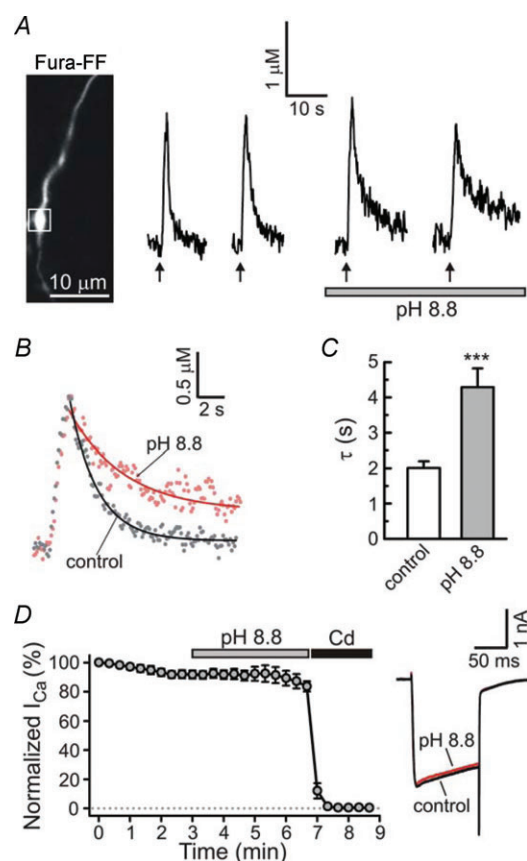 A
Fura-FF
10 μm
1 μM
10 s
pH 8.8
B
0.5 μM
2 s
pH 8.8
control
C
***
5
4
3
2
1
0
τ (s)
control
pH 8.8
D
pH 8.8
Cd
100
80
60
40
20
0
Normalized I Ca (%)
0 1 2 3 4 5 6 7 8 9
Time (min)
1 nA
50 ms
pH 8.8
control